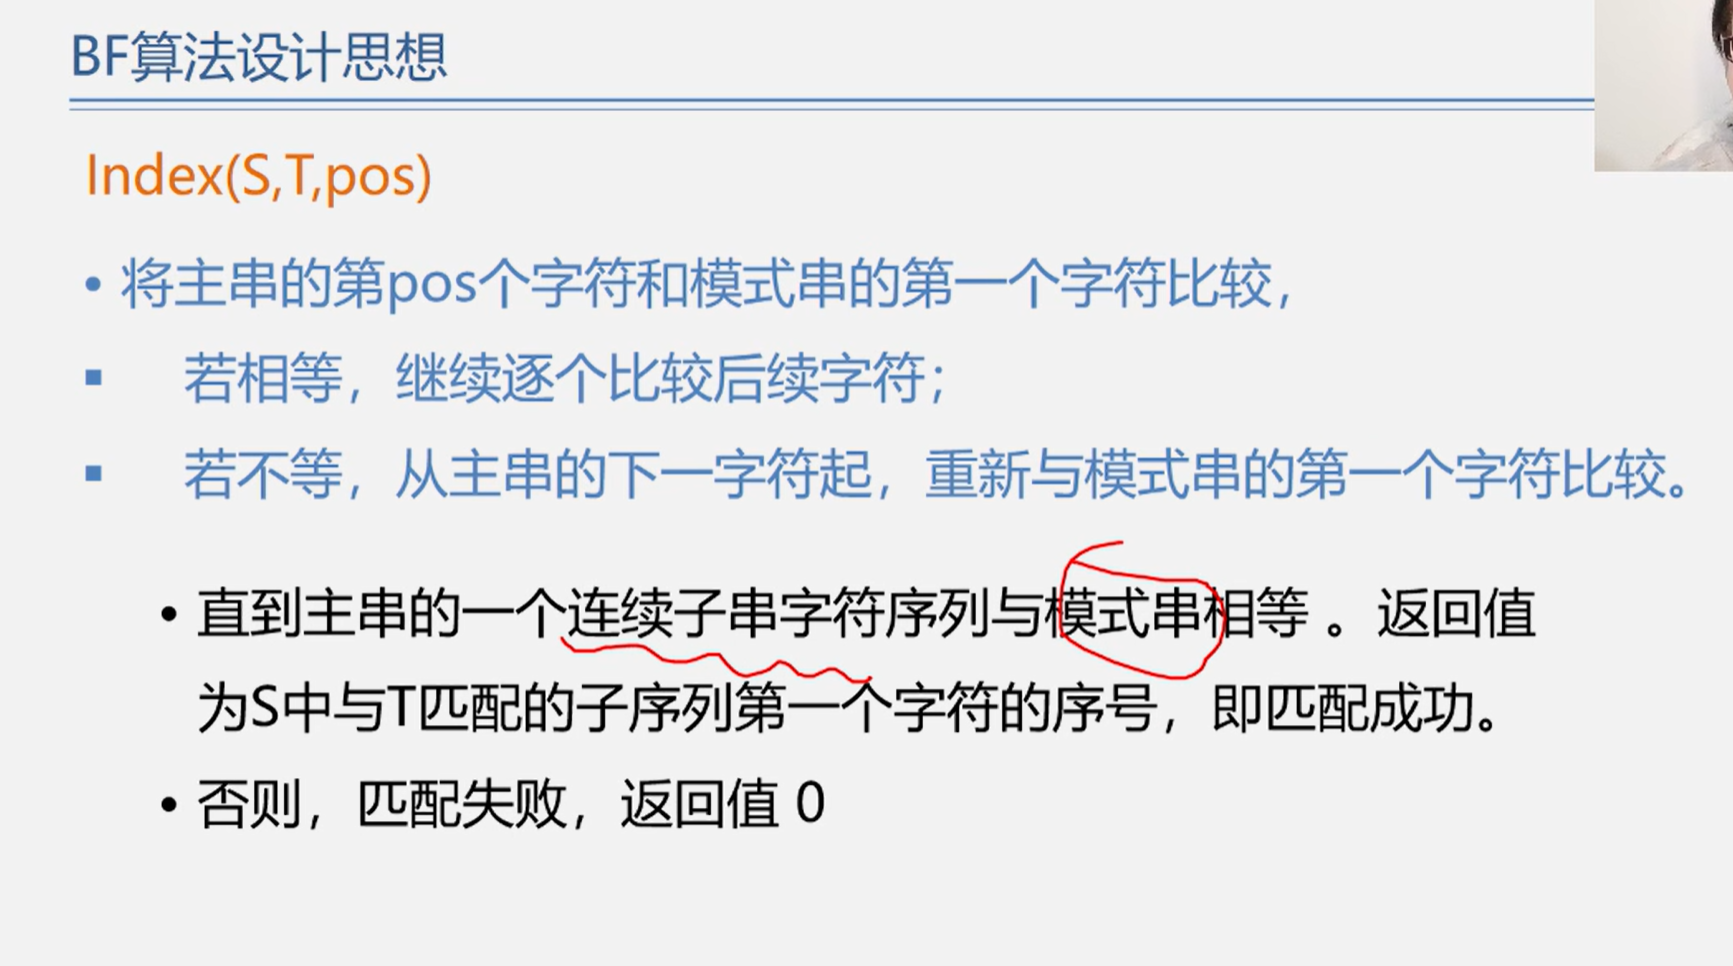 BF算法设计思想
Index(S,T,pos)
• 将主串的第pos个字符和模式串的第一个字符比较，
▪ 若相等，继续逐个比较后续字符；
▪ 若不等，从主串的下一字符起，重新与模式串的第一个字符比较。
• 直到主串的一个连续子串字符序列与模式串相等 。返回值
为S中与T匹配的子序列第一个字符的序号，即匹配成功。
• 否则，匹配失败，返回值 0